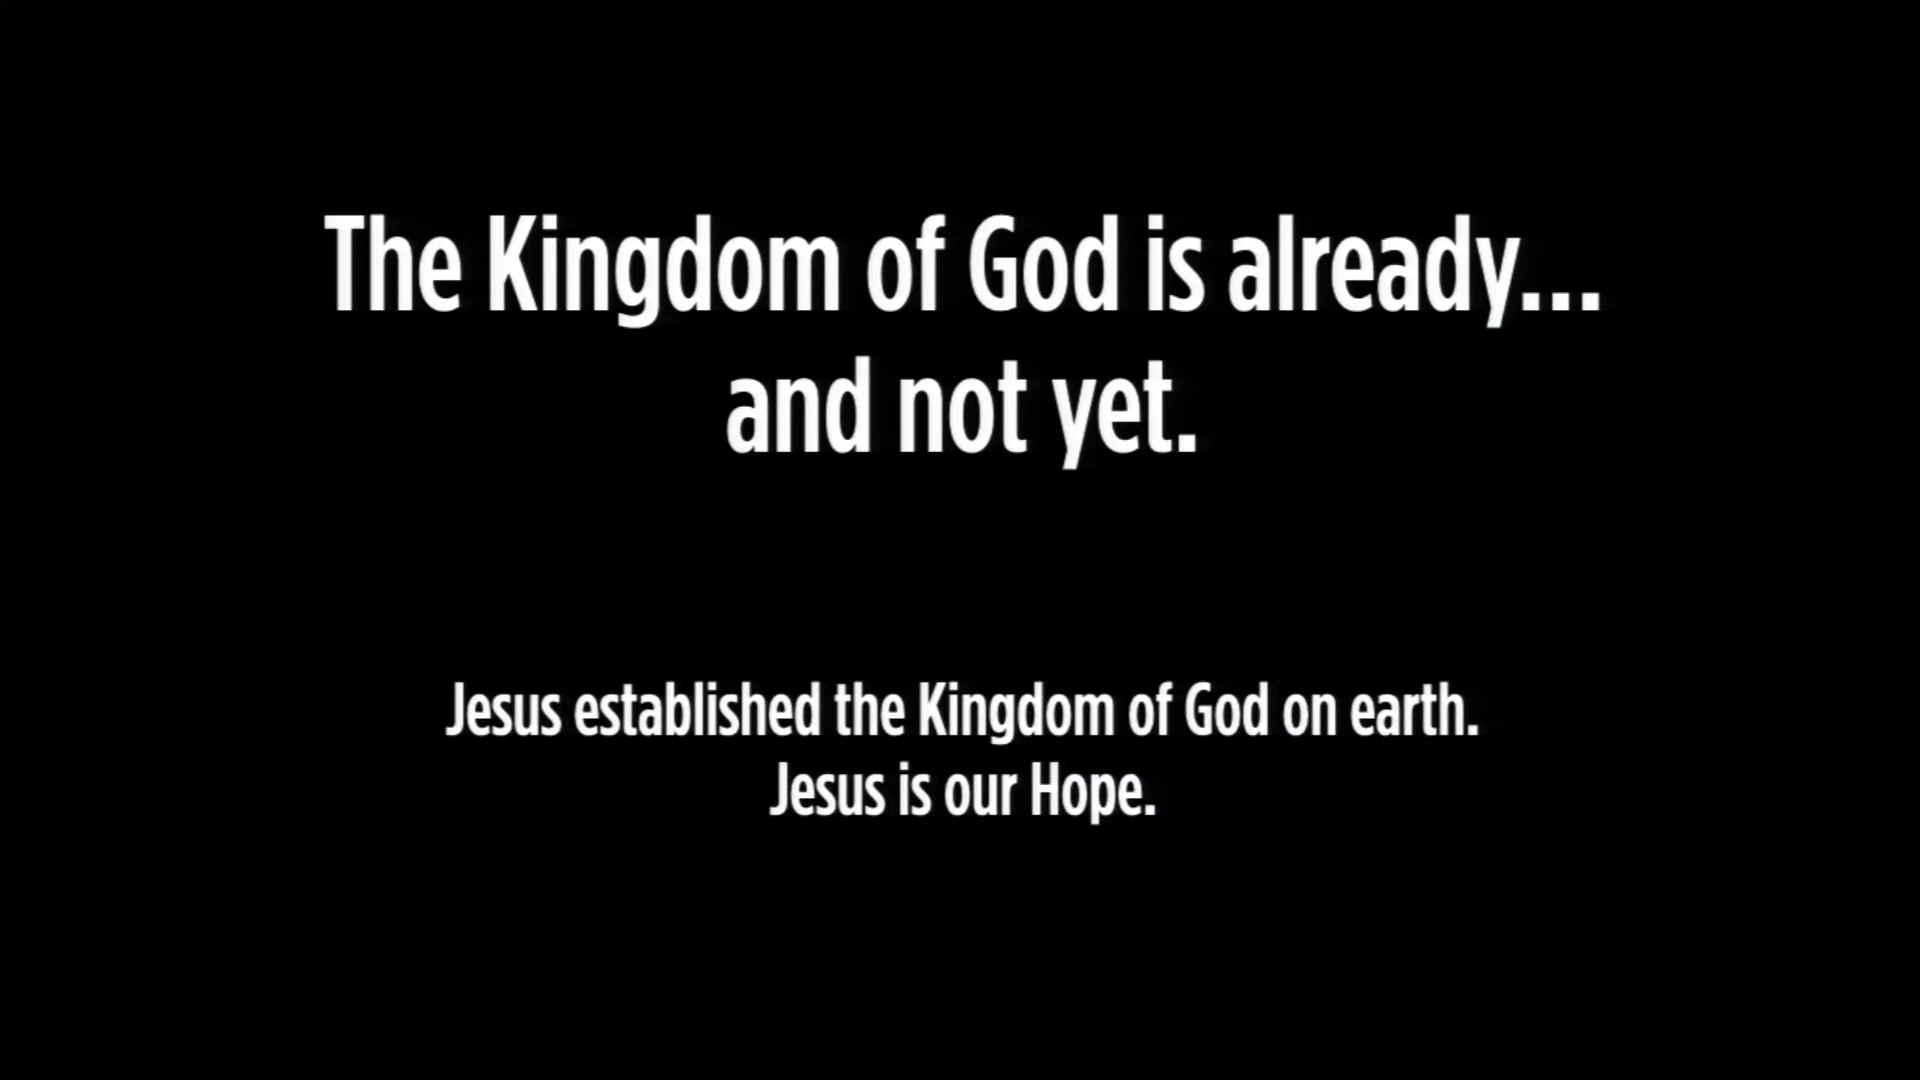 The Kingdom of God is already...
and not yet.
Jesus established the Kingdom of God on earth.
Jesus is our Hope.